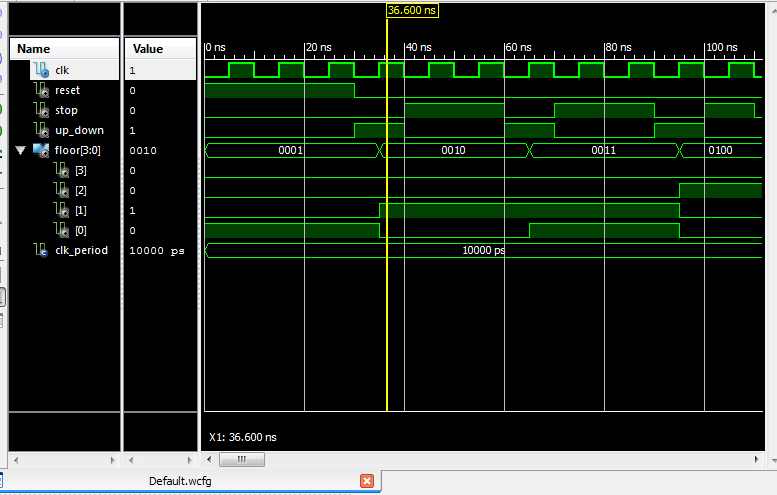 36.600 ns
Name Value
0 ns 20 ns 40 ns 60 ns 80 ns 100 ns
clk 1
reset 0
stop 0
up_down 1
floor[3:0] 0010 0001 0010 0011 0100
[3] 0
[2] 0
[1] 1
[0] 0
clk_period 10000 ps 10000 ps
X1: 36.600 ns
Default.wcfg